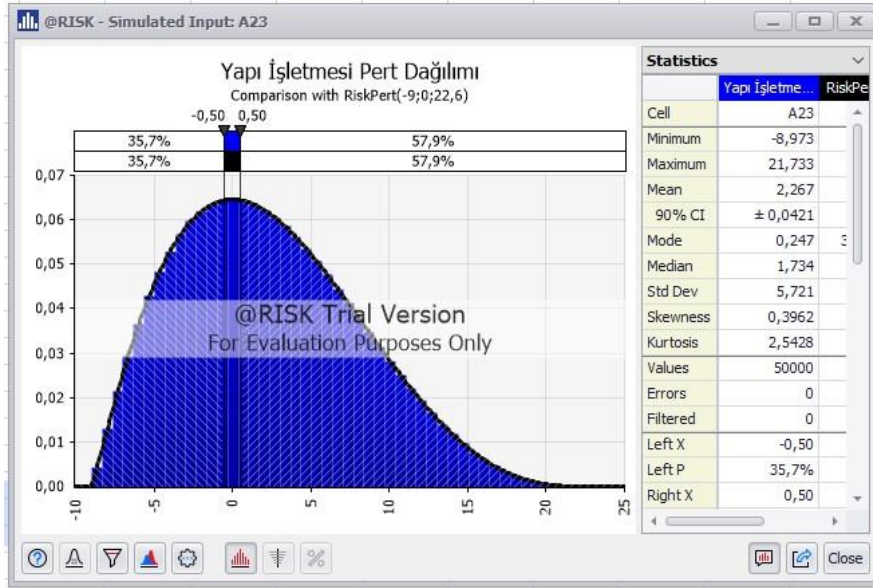 @RISK - Simulated Input: A23
Yapı İşletmesi Pert Dağılımı
Comparison with RiskPert(-9;0;22,6)
-0,50 0,50
35,7% 57,9%
35,7% 57,9%
0,07
0,06
0,05
0,04
0,03
0,02
0,01
0,00
-10 -5 0 5 10 15 20 25
@RISK Trial Version
For Evaluation Purposes Only
Statistics
Yapı İşletme... RiskPe
Cell A23
Minimum -8,973
Maximum 21,733
Mean 2,267
90% CI ± 0,0421
Mode 0,247 3
Median 1,734
Std Dev 5,721
Skewness 0,3962
Kurtosis 2,5428
Values 50000
Errors 0
Filtered 0
Left X -0,50
Left P 35,7%
Right X 0,50
Close